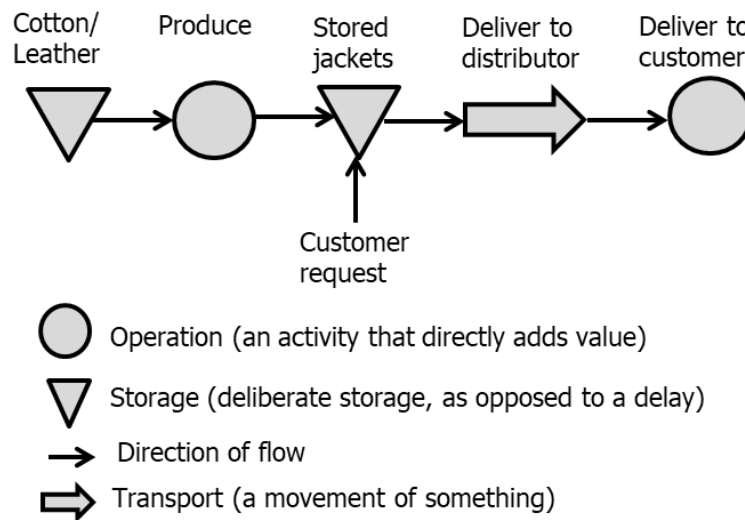 Cotton/
Leather
Produce
Stored
jackets
Deliver to
distributor
Deliver to
customer
Customer
request
Operation (an activity that directly adds value)
Storage (deliberate storage, as opposed to a delay)
Direction of flow
Transport (a movement of something)